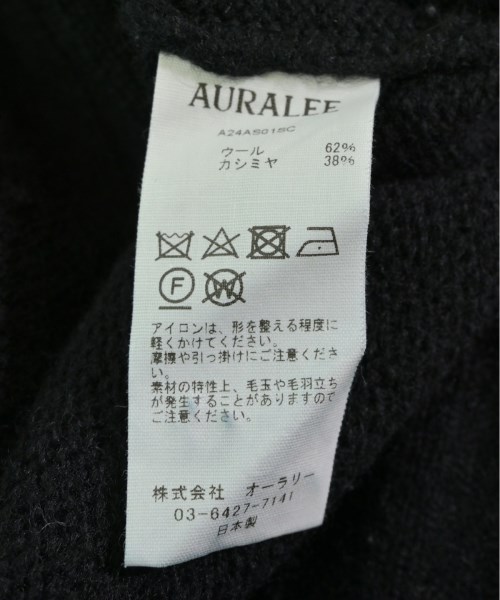 AURALEE
A24AS01BC
ウール 62%
カシミヤ 38%
F W
アイロンは、形を整える程度に
軽くかけてください。
摩擦や引っ掛けにご注意くださ
い。
素材の特性上、毛玉や毛羽立ち
が発生することがありますので
ご注意ください。
株式会社 オーラリー
03-6427-7141
日本製